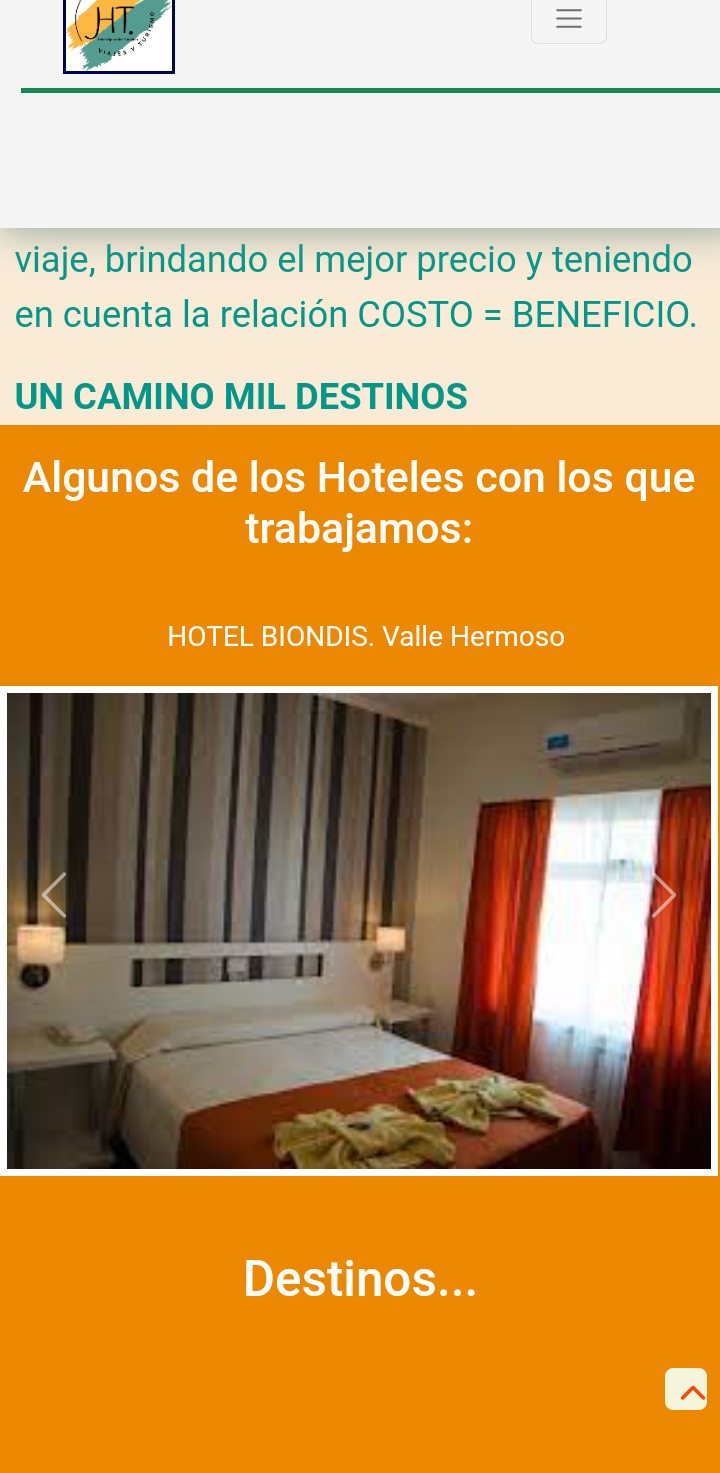 HT.
VIAJES Y TURISMO
viaje, brindando el mejor precio y teniendo
en cuenta la relación COSTO = BENEFICIO.
UN CAMINO MIL DESTINOS
Algunos de los Hoteles con los que
trabajamos:
HOTEL BIONDIS. Valle Hermoso
Destinos...